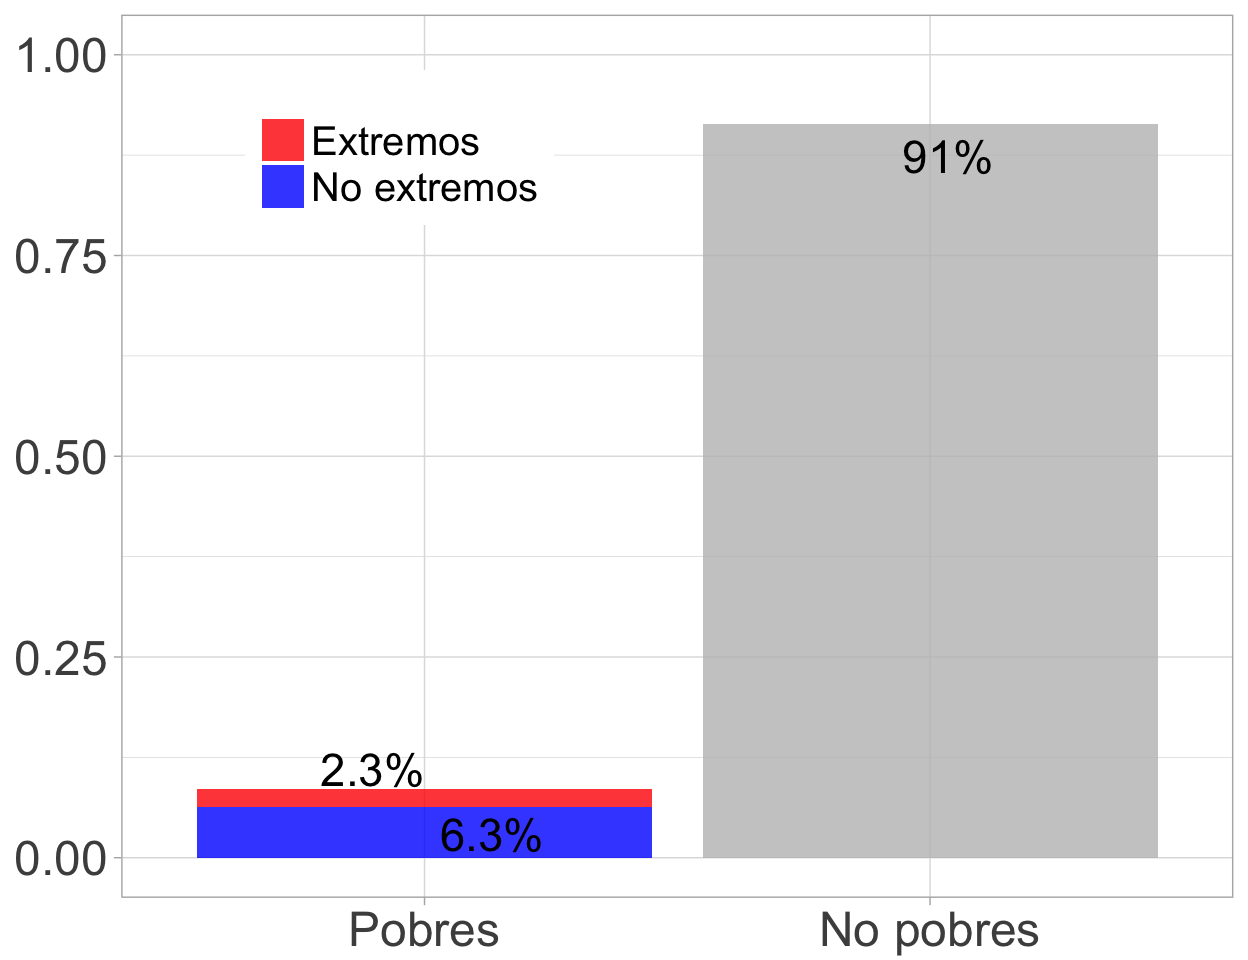 1.00
Extremos
No extremos
91%
0.75
0.50
0.25
2.3%
6.3%
0.00
Pobres
No pobres